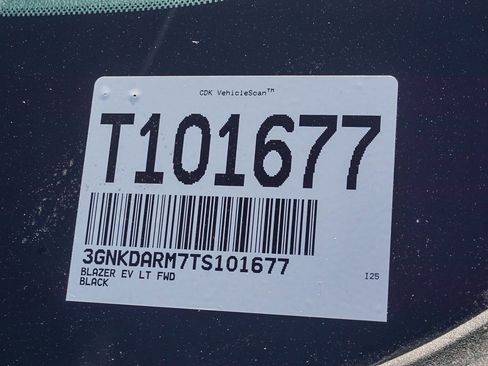 CDK VehicleScan™
T101677
3GNKDARM7TS101677
BLAZER EV LT FWD
BLACK
I25